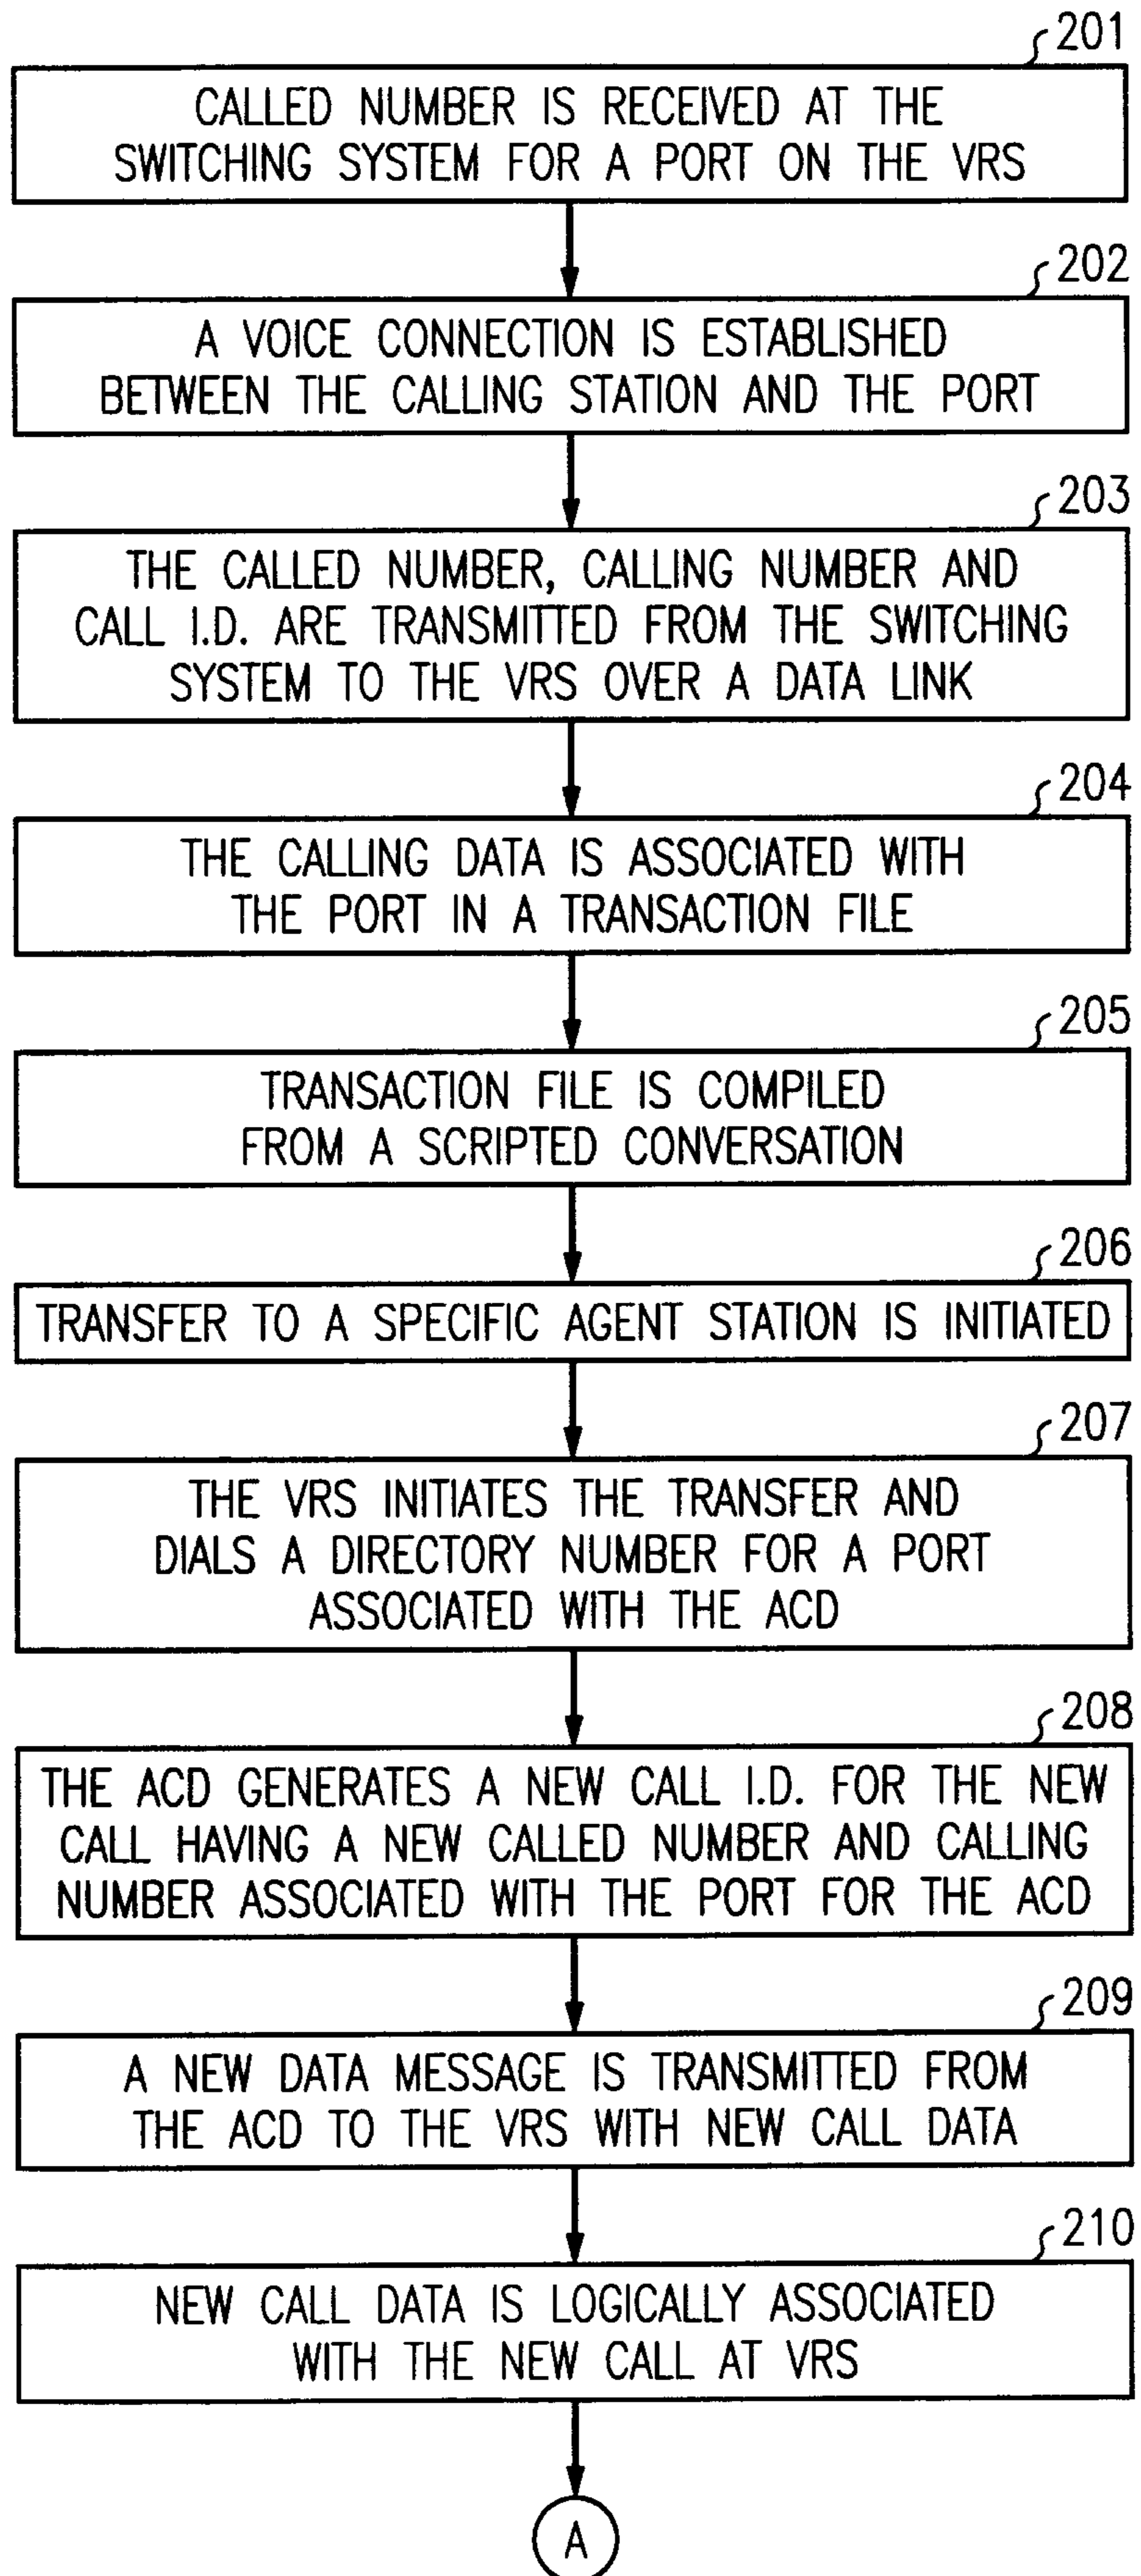 201
CALLED NUMBER IS RECEIVED AT THE
SWITCHING SYSTEM FOR A PORT ON THE VRS
202
A VOICE CONNECTION IS ESTABLISHED
BETWEEN THE CALLING STATION AND THE PORT
203
THE CALLED NUMBER, CALLING NUMBER AND
CALL I.D. ARE TRANSMITTED FROM THE SWITCHING
SYSTEM TO THE VRS OVER A DATA LINK
204
THE CALLING DATA IS ASSOCIATED WITH
THE PORT IN A TRANSACTION FILE
205
TRANSACTION FILE IS COMPILED
FROM A SCRIPTED CONVERSATION
206
TRANSFER TO A SPECIFIC AGENT STATION IS INITIATED
207
THE VRS INITIATES THE TRANSFER AND
DIALS A DIRECTORY NUMBER FOR A PORT
ASSOCIATED WITH THE ACD
208
THE ACD GENERATES A NEW CALL I.D. FOR THE NEW
CALL HAVING A NEW CALLED NUMBER AND CALLING
NUMBER ASSOCIATED WITH THE PORT FOR THE ACD
209
A NEW DATA MESSAGE IS TRANSMITTED FROM
THE ACD TO THE VRS WITH NEW CALL DATA
210
NEW CALL DATA IS LOGICALLY ASSOCIATED
WITH THE NEW CALL AT VRS
A